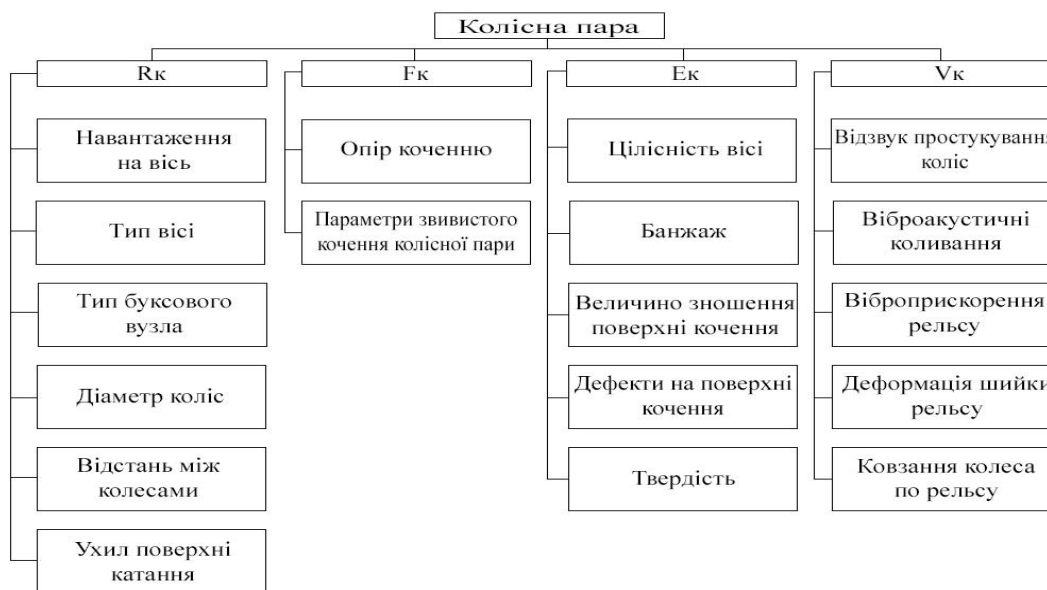 Колісна пара
Rк
Fк
Eк
Vк
Навантаження
на вісь
Тип вісі
Тип буксового
вузла
Діаметр коліс
Відстань між
колесами
Ухил поверхні
катання
Опір коченню
Параметри звивистого
кочення колісної пари
Цілісність вісі
Банжаж
Величино зношення
поверхні кочення
Дефекти на поверхні
кочення
Твердість
Відзвук простукування
коліс
Віброакустичні
коливання
Віброприскорення
рельсу
Деформація шийки
рельсу
Ковзання колеса
по рельсу